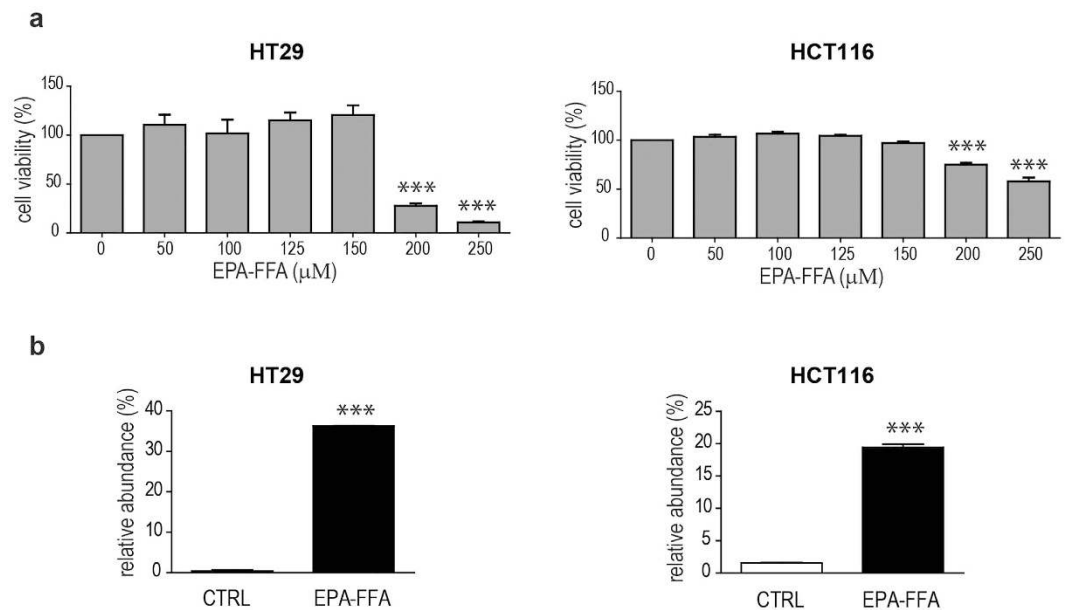 a
HT29
cell viability (%)
150
100
50
0
***
***
0 50 100 125 150 200 250
EPA-FFA (μM)
HCT116
cell viability (%)
150
100
50
0
***
***
0 50 100 125 150 200 250
EPA-FFA (μM)
b
HT29
relative abundance (%)
40
30
20
10
0
***
CTRL EPA-FFA
HCT116
relative abundance (%)
25
20
15
10
5
0
***
CTRL EPA-FFA